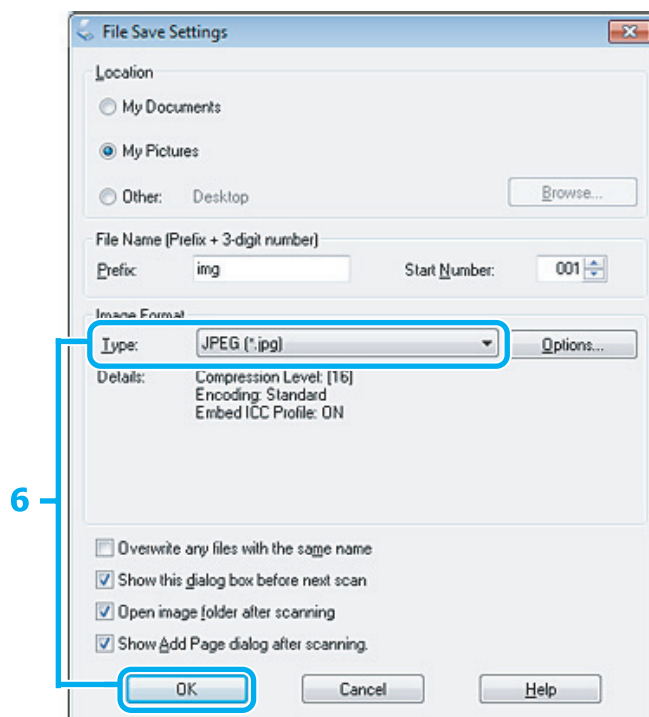 File Save Settings
Location
My Documents
My Pictures
Other: Desktop Browse...
File Name (Prefix + 3-digit number)
Prefix: img Start Number: 001
Image Format
Type: JPEG (*.jpg) Options...
Details: Compression Level: [16]
Encoding: Standard
Embed ICC Profile: ON
6
Overwrite any files with the same name
Show this dialog box before next scan
Open image folder after scanning
Show Add Page dialog after scanning.
OK Cancel Help